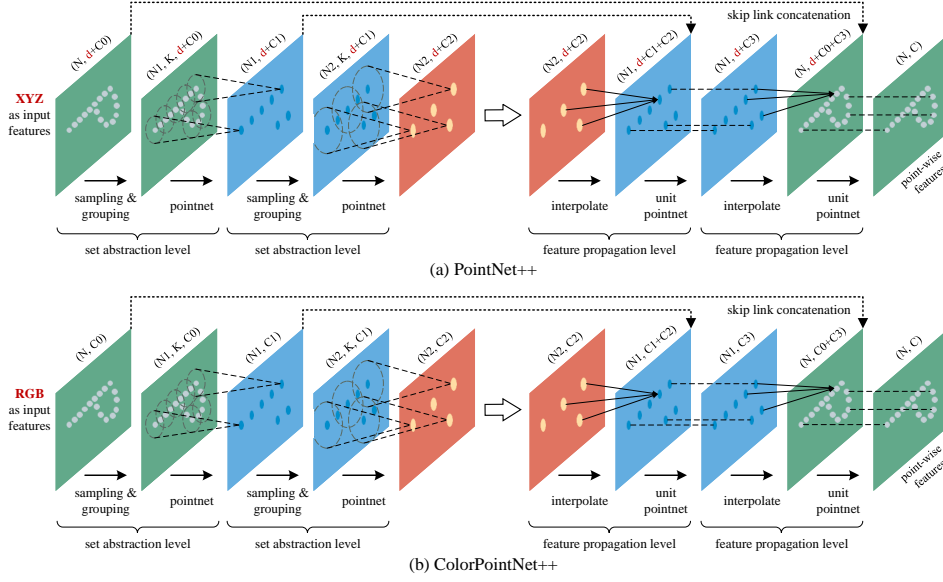 skip link concatenation
(N, d+C0)
(N1, K, d+C0)
(N1, d+C1)
(N2, K, d+C1)
(N2, d+C2)
(N2, d+C2)
(N1, d+C1+C2)
(N1, d+C3)
(N, d+C0+C3)
(N, C)
XYZ
as input
features
point-wise
features
sampling &
grouping
pointnet
sampling &
grouping
pointnet
interpolate
unit
pointnet
interpolate
unit
pointnet
set abstraction level
set abstraction level
feature propagation level
feature propagation level
(a) PointNet++
skip link concatenation
(N, C0)
(N1, K, C0)
(N1, C1)
(N2, K, C1)
(N2, C2)
(N2, C2)
(N1, C1+C2)
(N1, C3)
(N, C0+C3)
(N, C)
RGB
as input
features
point-wise
features
sampling &
grouping
pointnet
sampling &
grouping
pointnet
interpolate
unit
pointnet
interpolate
unit
pointnet
set abstraction level
set abstraction level
feature propagation level
feature propagation level
(b) ColorPointNet++